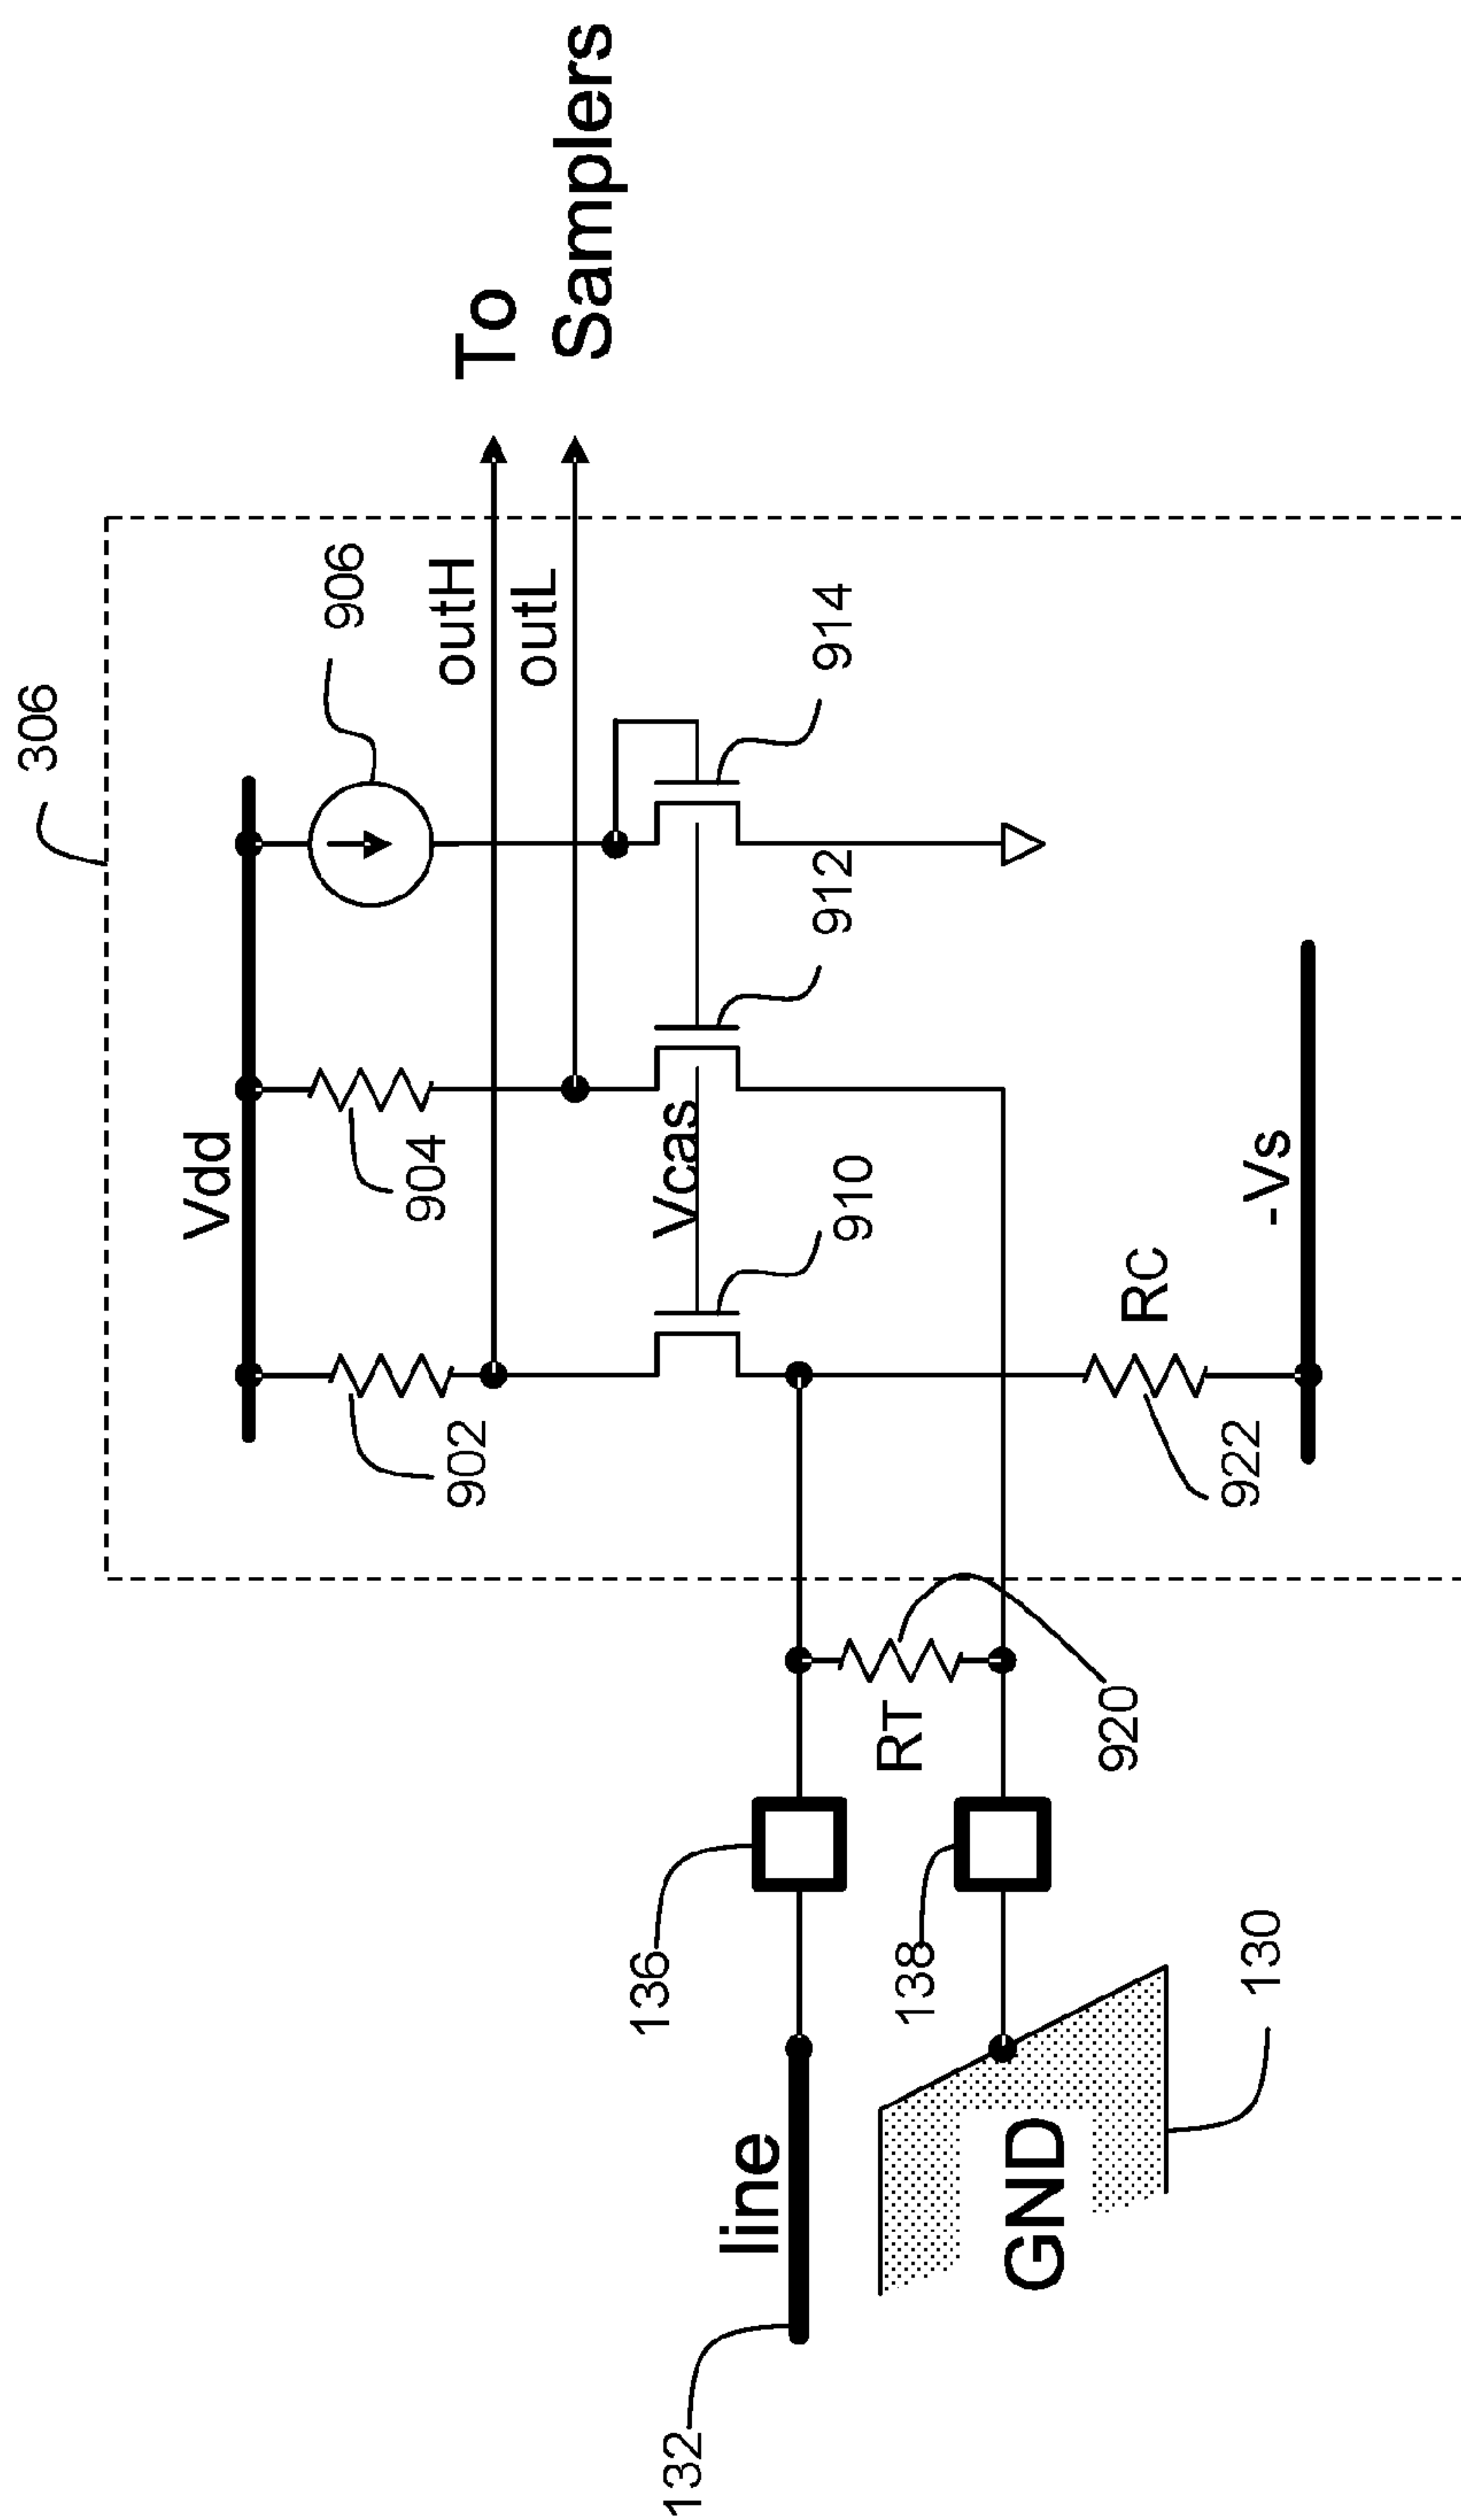 306
Vdd
906
To
Samplers
outH
outL
902
904
Vcas
910
912
914
line
132
136
138
RT
920
GND
130
RC
922
-Vs